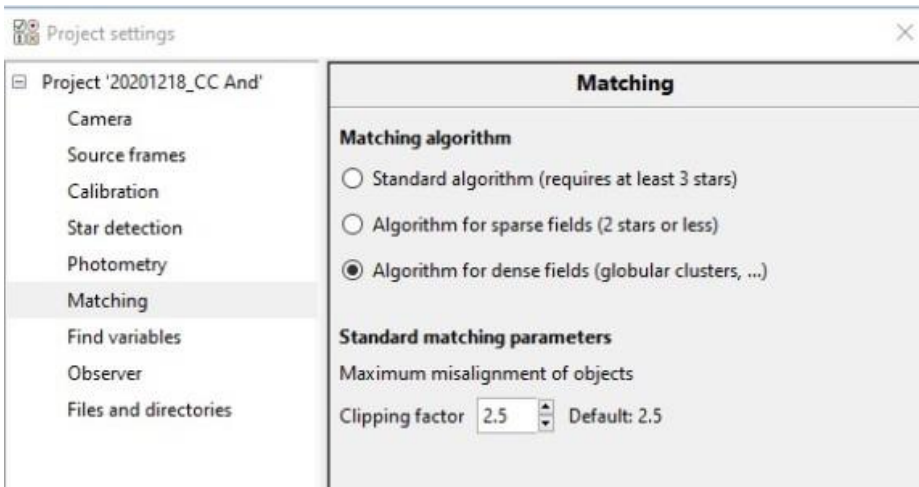 Project settings
Project '20201218_CC And'
Camera
Source frames
Calibration
Star detection
Photometry
Matching
Find variables
Observer
Files and directories
Matching
Matching algorithm
Standard algorithm (requires at least 3 stars)
Algorithm for sparse fields (2 stars or less)
Algorithm for dense fields (globular clusters, ...)
Standard matching parameters
Maximum misalignment of objects
Clipping factor 2.5 Default: 2.5